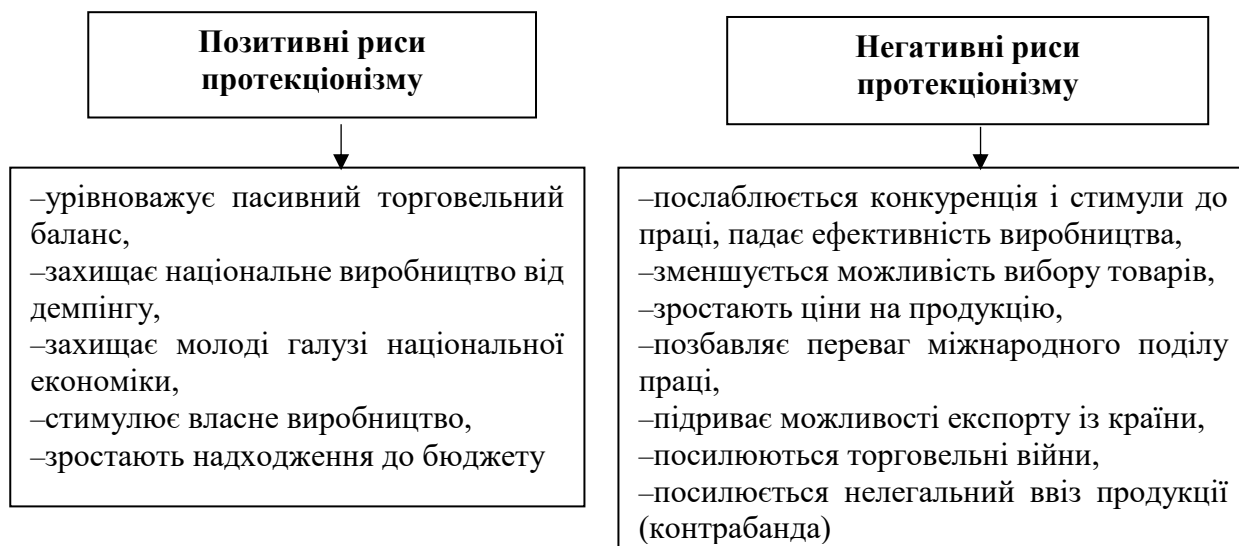 Позитивні риси
протекціонізму
–урівноважує пасивний торговельний
баланс,
–захищає національне виробництво від
демпінгу,
–захищає молоді галузі національної
економіки,
–стимулює власне виробництво,
–зростають надходження до бюджету
Негативні риси
протекціонізму
–послаблюється конкуренція і стимули до
праці, падає ефективність виробництва,
–зменшується можливість вибору товарів,
–зростають ціни на продукцію,
–позбавляє переваг міжнародного поділу
праці,
–підриває можливості експорту із країни,
–посилюються торговельні війни,
–посилюється нелегальний ввіз продукції
(контрабанда)